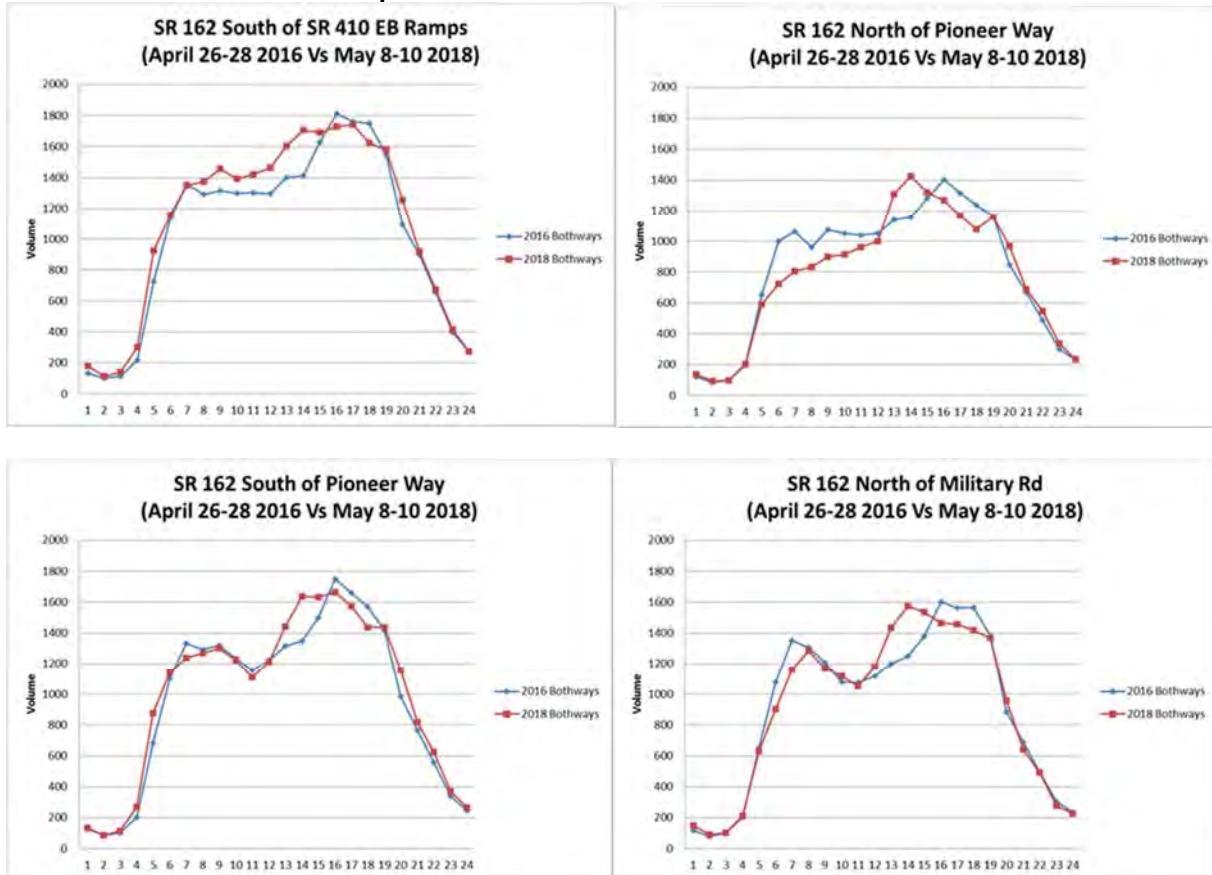 SR 162 South of SR 410 EB Ramps
(April 26-28 2016 Vs May 8-10 2018)
2000
1800
1600
1400
1200
1000
800
600
400
200
0
Volume
1 2 3 4 5 6 7 8 9 10 11 12 13 14 15 16 17 18 19 20 21 22 23 24
2016 Bothways
2018 Bothways
SR 162 North of Pioneer Way
(April 26-28 2016 Vs May 8-10 2018)
2000
1800
1600
1400
1200
1000
800
600
400
200
0
Volume
1 2 3 4 5 6 7 8 9 10 11 12 13 14 15 16 17 18 19 20 21 22 23 24
2016 Bothways
2018 Bothways
SR 162 South of Pioneer Way
(April 26-28 2016 Vs May 8-10 2018)
2000
1800
1600
1400
1200
1000
800
600
400
200
0
Volume
1 2 3 4 5 6 7 8 9 10 11 12 13 14 15 16 17 18 19 20 21 22 23 24
2016 Bothways
2018 Bothways
SR 162 North of Military Rd
(April 26-28 2016 Vs May 8-10 2018)
2000
1800
1600
1400
1200
1000
800
600
400
200
0
Volume
1 2 3 4 5 6 7 8 9 10 11 12 13 14 15 16 17 18 19 20 21 22 23 24
2016 Bothways
2018 Bothways